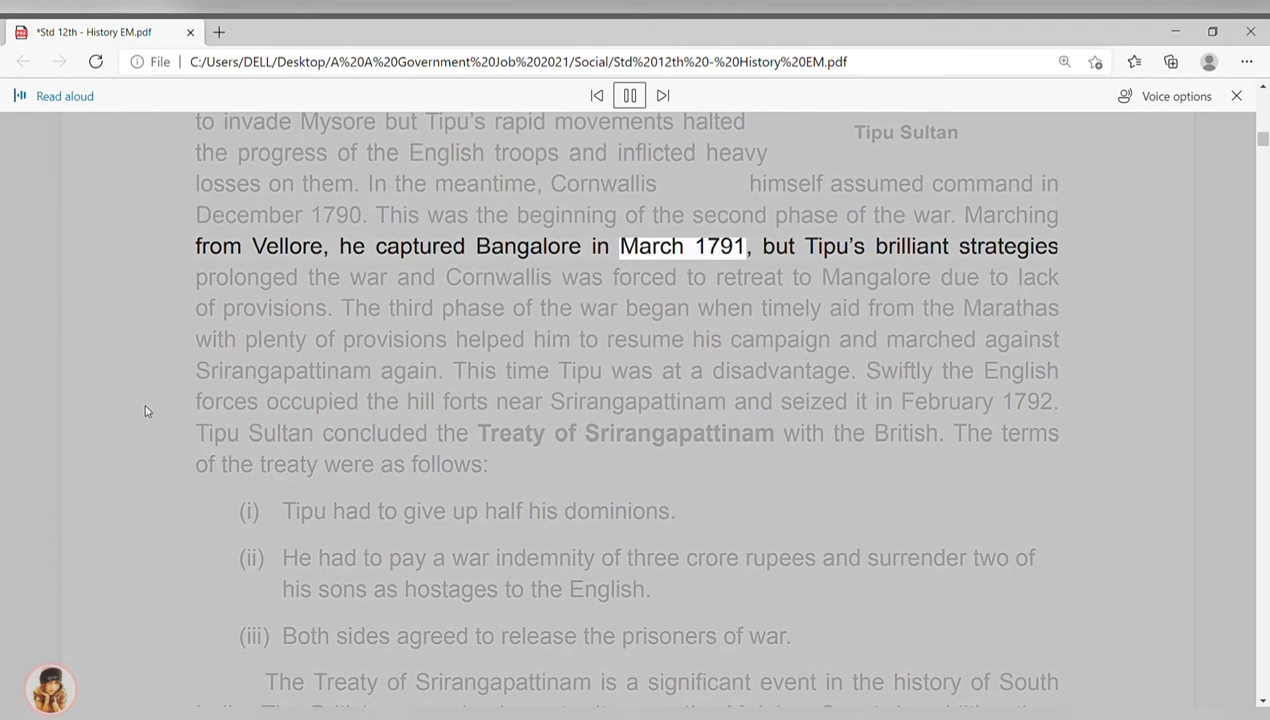 *Std 12th - History EM.pdf
File
C:/Users/DELL/Desktop/A%20A%20Government%20Job%202021/Social/Std%2012th%20-%20History%20EM.pdf
Read aloud
Voice options
to invade Mysore but Tipu's rapid movements halted
Tipu Sultan
the progress of the English troops and inflicted heavy
losses on them. In the meantime, Cornwallis himself assumed command in
December 1790. This was the beginning of the second phase of the war. Marching
from Vellore, he captured Bangalore in March 1791, but Tipu's brilliant strategies
prolonged the war and Cornwallis was forced to retreat to Mangalore due to lack
of provisions. The third phase of the war began when timely aid from the Marathas
with plenty of provisions helped him to resume his campaign and marched against
Srirangapattinam again. This time Tipu was at a disadvantage. Swiftly the English
forces occupied the hill forts near Srirangapattinam and seized it in February 1792.
Tipu Sultan concluded the Treaty of Srirangapattinam with the British. The terms
of the treaty were as follows:
(i) Tipu had to give up half his dominions.
(ii) He had to pay a war indemnity of three crore rupees and surrender two of
his sons as hostages to the English.
(iii) Both sides agreed to release the prisoners of war.
The Treaty of Srirangapattinam is a significant event in the history of South